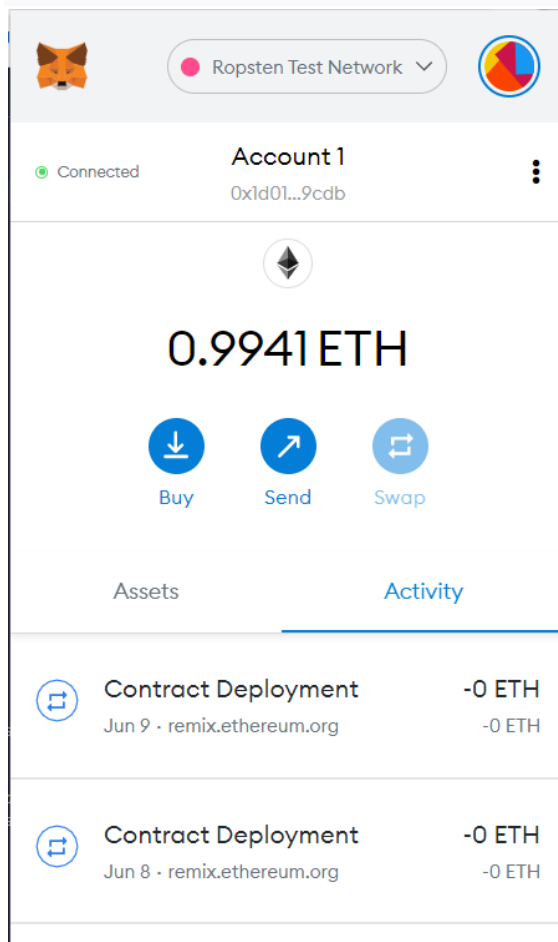 Ropsten Test Network
Connected
Account 1
0x1d01...9cdb
0.9941 ETH
Buy
Send
Swap
Assets
Activity
Contract Deployment
-0 ETH
Jun 9 · remix.ethereum.org
-0 ETH
Contract Deployment
-0 ETH
Jun 8 · remix.ethereum.org
-0 ETH